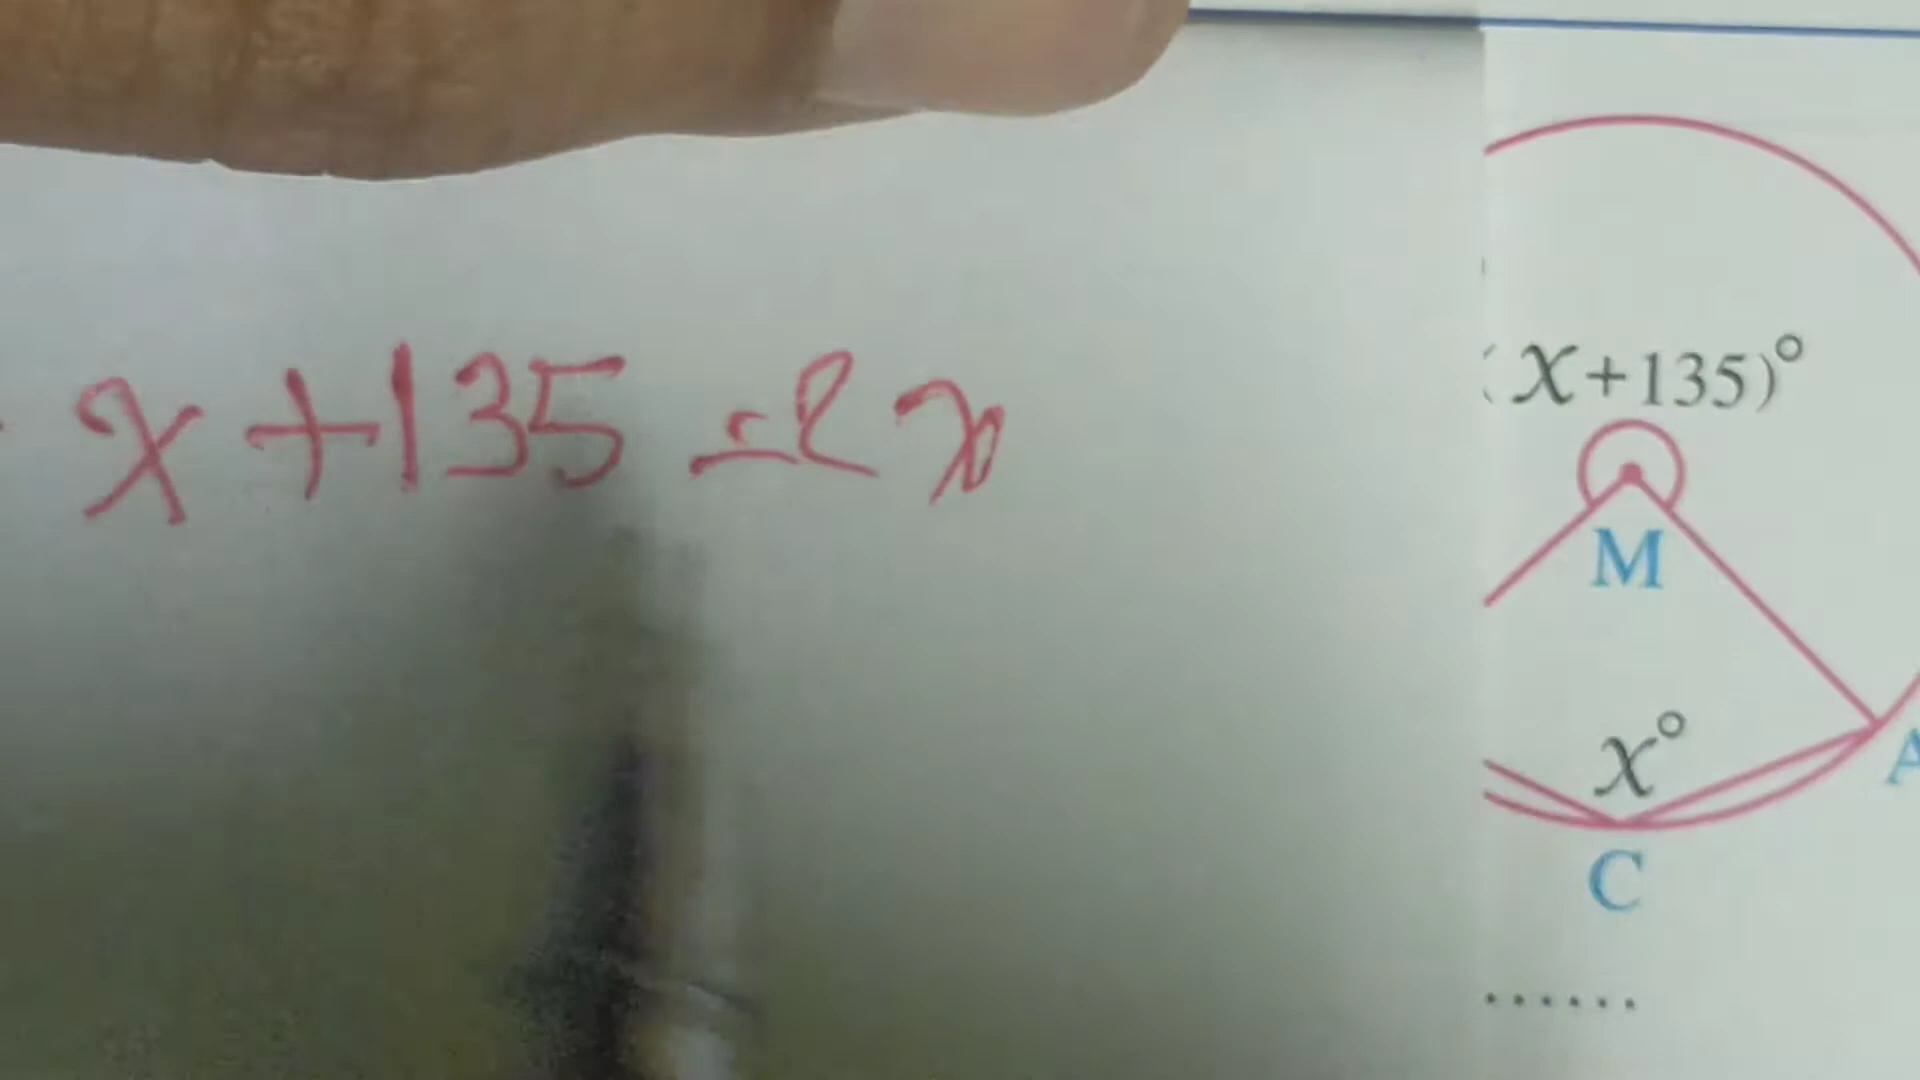 x+135=2x
(x+135)°
M
x°
A
C
......